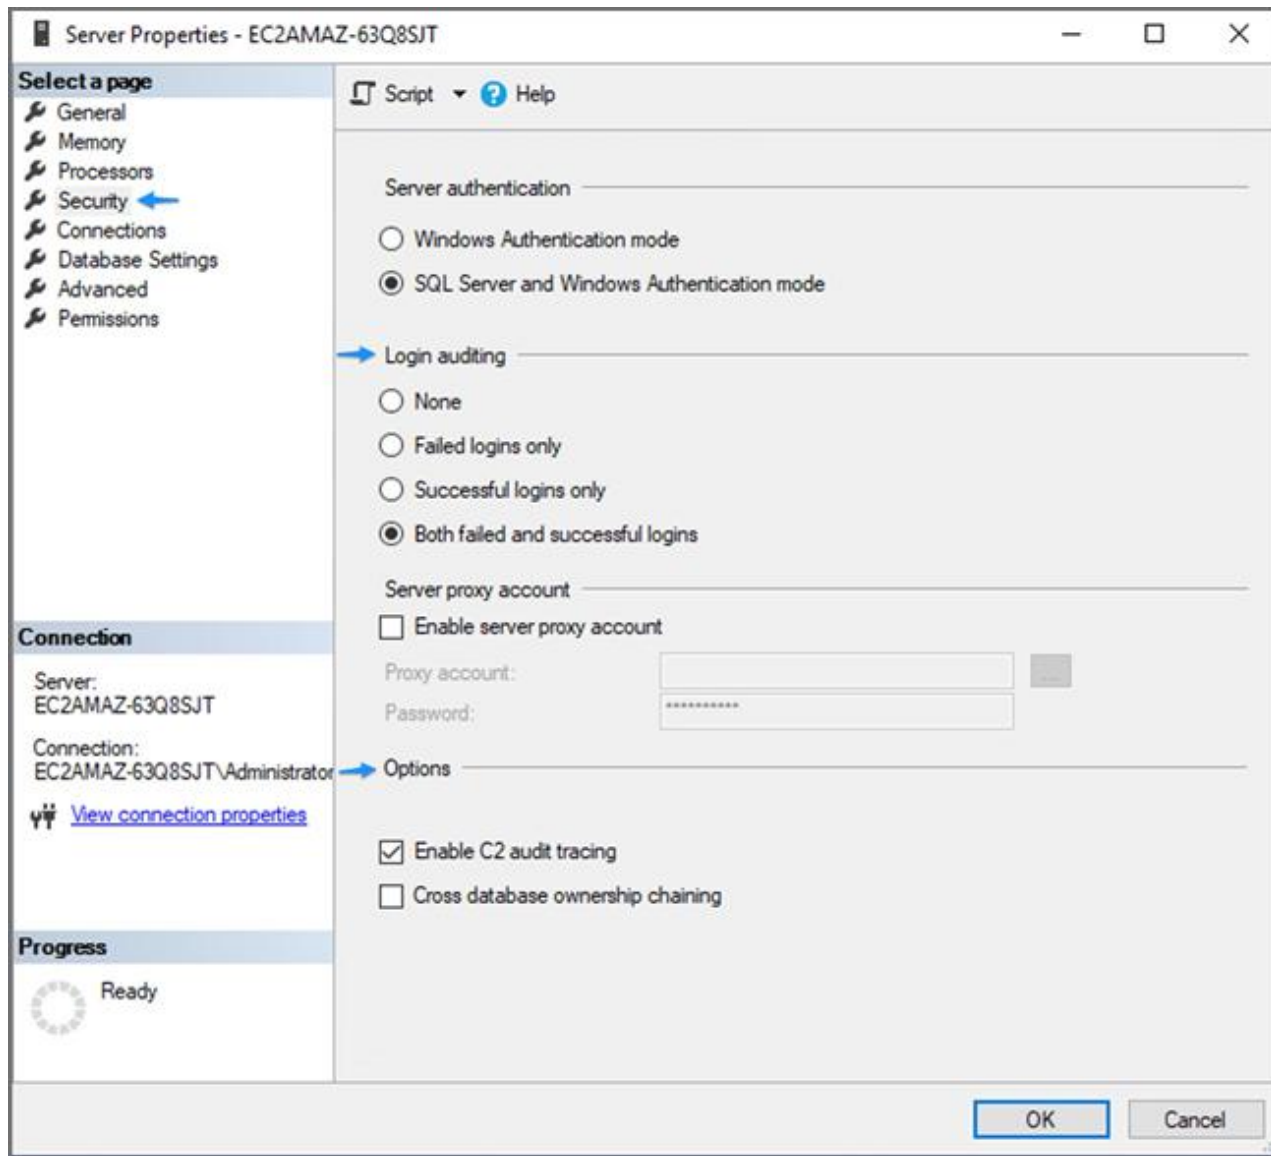 Server Properties - EC2AMAZ-63Q8SJT
Select a page
General
Memory
Processors
Security
Connections
Database Settings
Advanced
Permissions
Connection
Server:
EC2AMAZ-63Q8SJT
Connection:
EC2AMAZ-63Q8SJT\Administrator
View connection properties
Progress
Ready
Script
Help
Server authentication
Windows Authentication mode
SQL Server and Windows Authentication mode
Login auditing
None
Failed logins only
Successful logins only
Both failed and successful logins
Server proxy account
Enable server proxy account
Proxy account:
...
Password:
**********
Options
Enable C2 audit tracing
Cross database ownership chaining
OK
Cancel